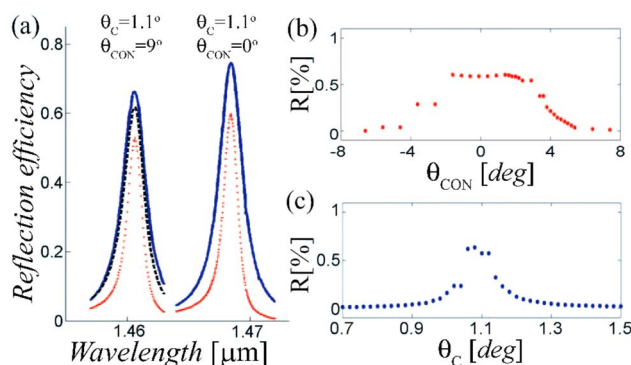 (a)
θC=1.1° θC=1.1°
θCON=9° θCON=0°
Reflection efficiency
0.8
0.6
0.4
0.2
0
1.46 1.47
Wavelength [µm]
(b)
R[%]
1
0.5
0
-8 -4 0 4 8
θCON [deg]
(c)
R[%]
1
0.5
0
0.7 0.9 1.1 1.3 1.5
θC [deg]